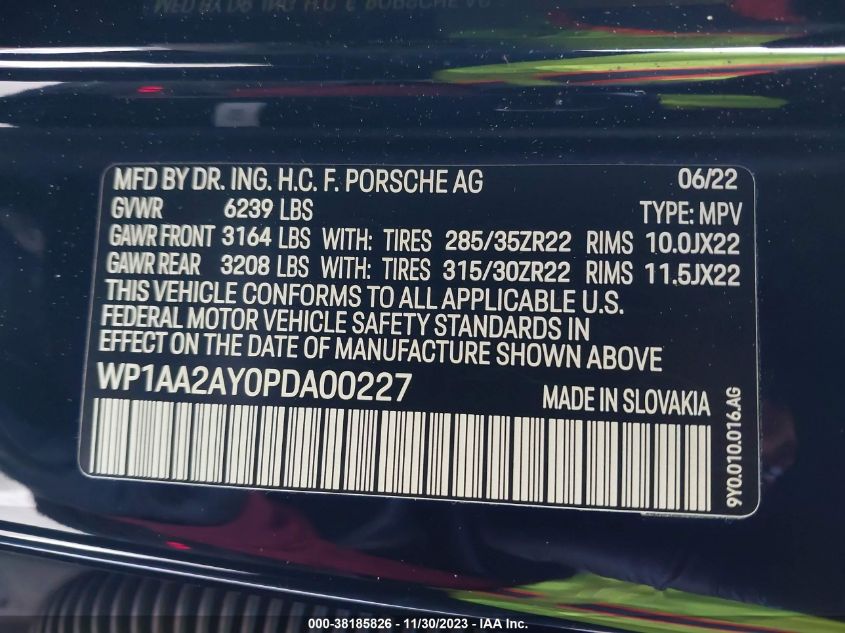 MFD BY DR. ING. H.C. F. PORSCHE AG 06/22
GVWR 6239 LBS TYPE: MPV
GAWR FRONT 3164 LBS WITH: TIRES 285/35ZR22 RIMS 10.0JX22
GAWR REAR 3208 LBS WITH: TIRES 315/30ZR22 RIMS 11.5JX22
THIS VEHICLE CONFORMS TO ALL APPLICABLE U.S.
FEDERAL MOTOR VEHICLE SAFETY STANDARDS IN
EFFECT ON THE DATE OF MANUFACTURE SHOWN ABOVE
WP1AA2AY0PDA00227 MADE IN SLOVAKIA
9Y0.010.016.AG
000-38185826 - 11/30/2023 - IAA Inc.